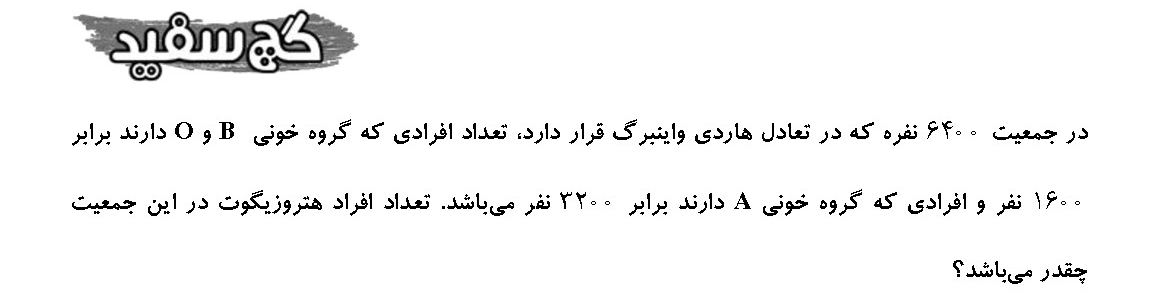 گچ سفید
در جمعیت ۶۴۰۰ نفره که در تعادل هاردی واینبرگ قرار دارد، تعداد افرادی که گروه خونی B و O دارند برابر
۱۶۰۰ نفر و افرادی که گروه خونی A دارند برابر ۳۲۰۰ نفر می‌باشد. تعداد افراد هتروزیگوت در این جمعیت
چقدر می‌باشد؟